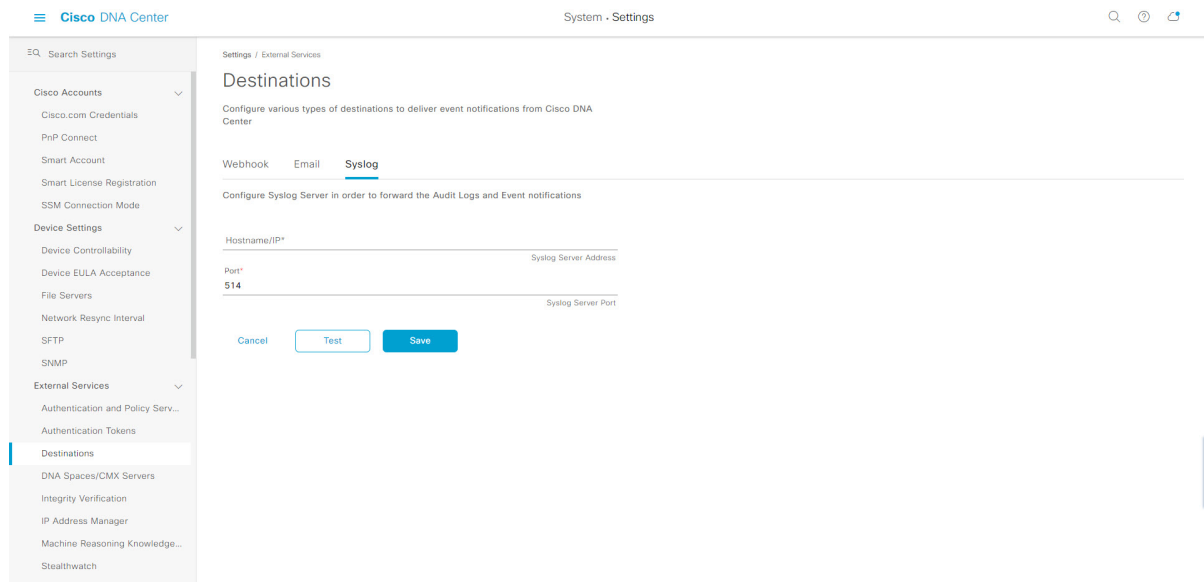 Cisco DNA Center
System • Settings
Search Settings
Cisco Accounts
Cisco.com Credentials
PnP Connect
Smart Account
Smart License Registration
SSM Connection Mode
Device Settings
Device Controllability
Device EULA Acceptance
File Servers
Network Resync Interval
SFTP
SNMP
External Services
Authentication and Policy Serv...
Authentication Tokens
Destinations
DNA Spaces/CMX Servers
Integrity Verification
IP Address Manager
Machine Reasoning Knowledge...
Stealthwatch
Settings / External Services
Destinations
Configure various types of destinations to deliver event notifications from Cisco DNA
Center
Webhook Email Syslog
Configure Syslog Server in order to forward the Audit Logs and Event notifications
Hostname/IP*
Syslog Server Address
Port*
514
Syslog Server Port
Cancel Test Save